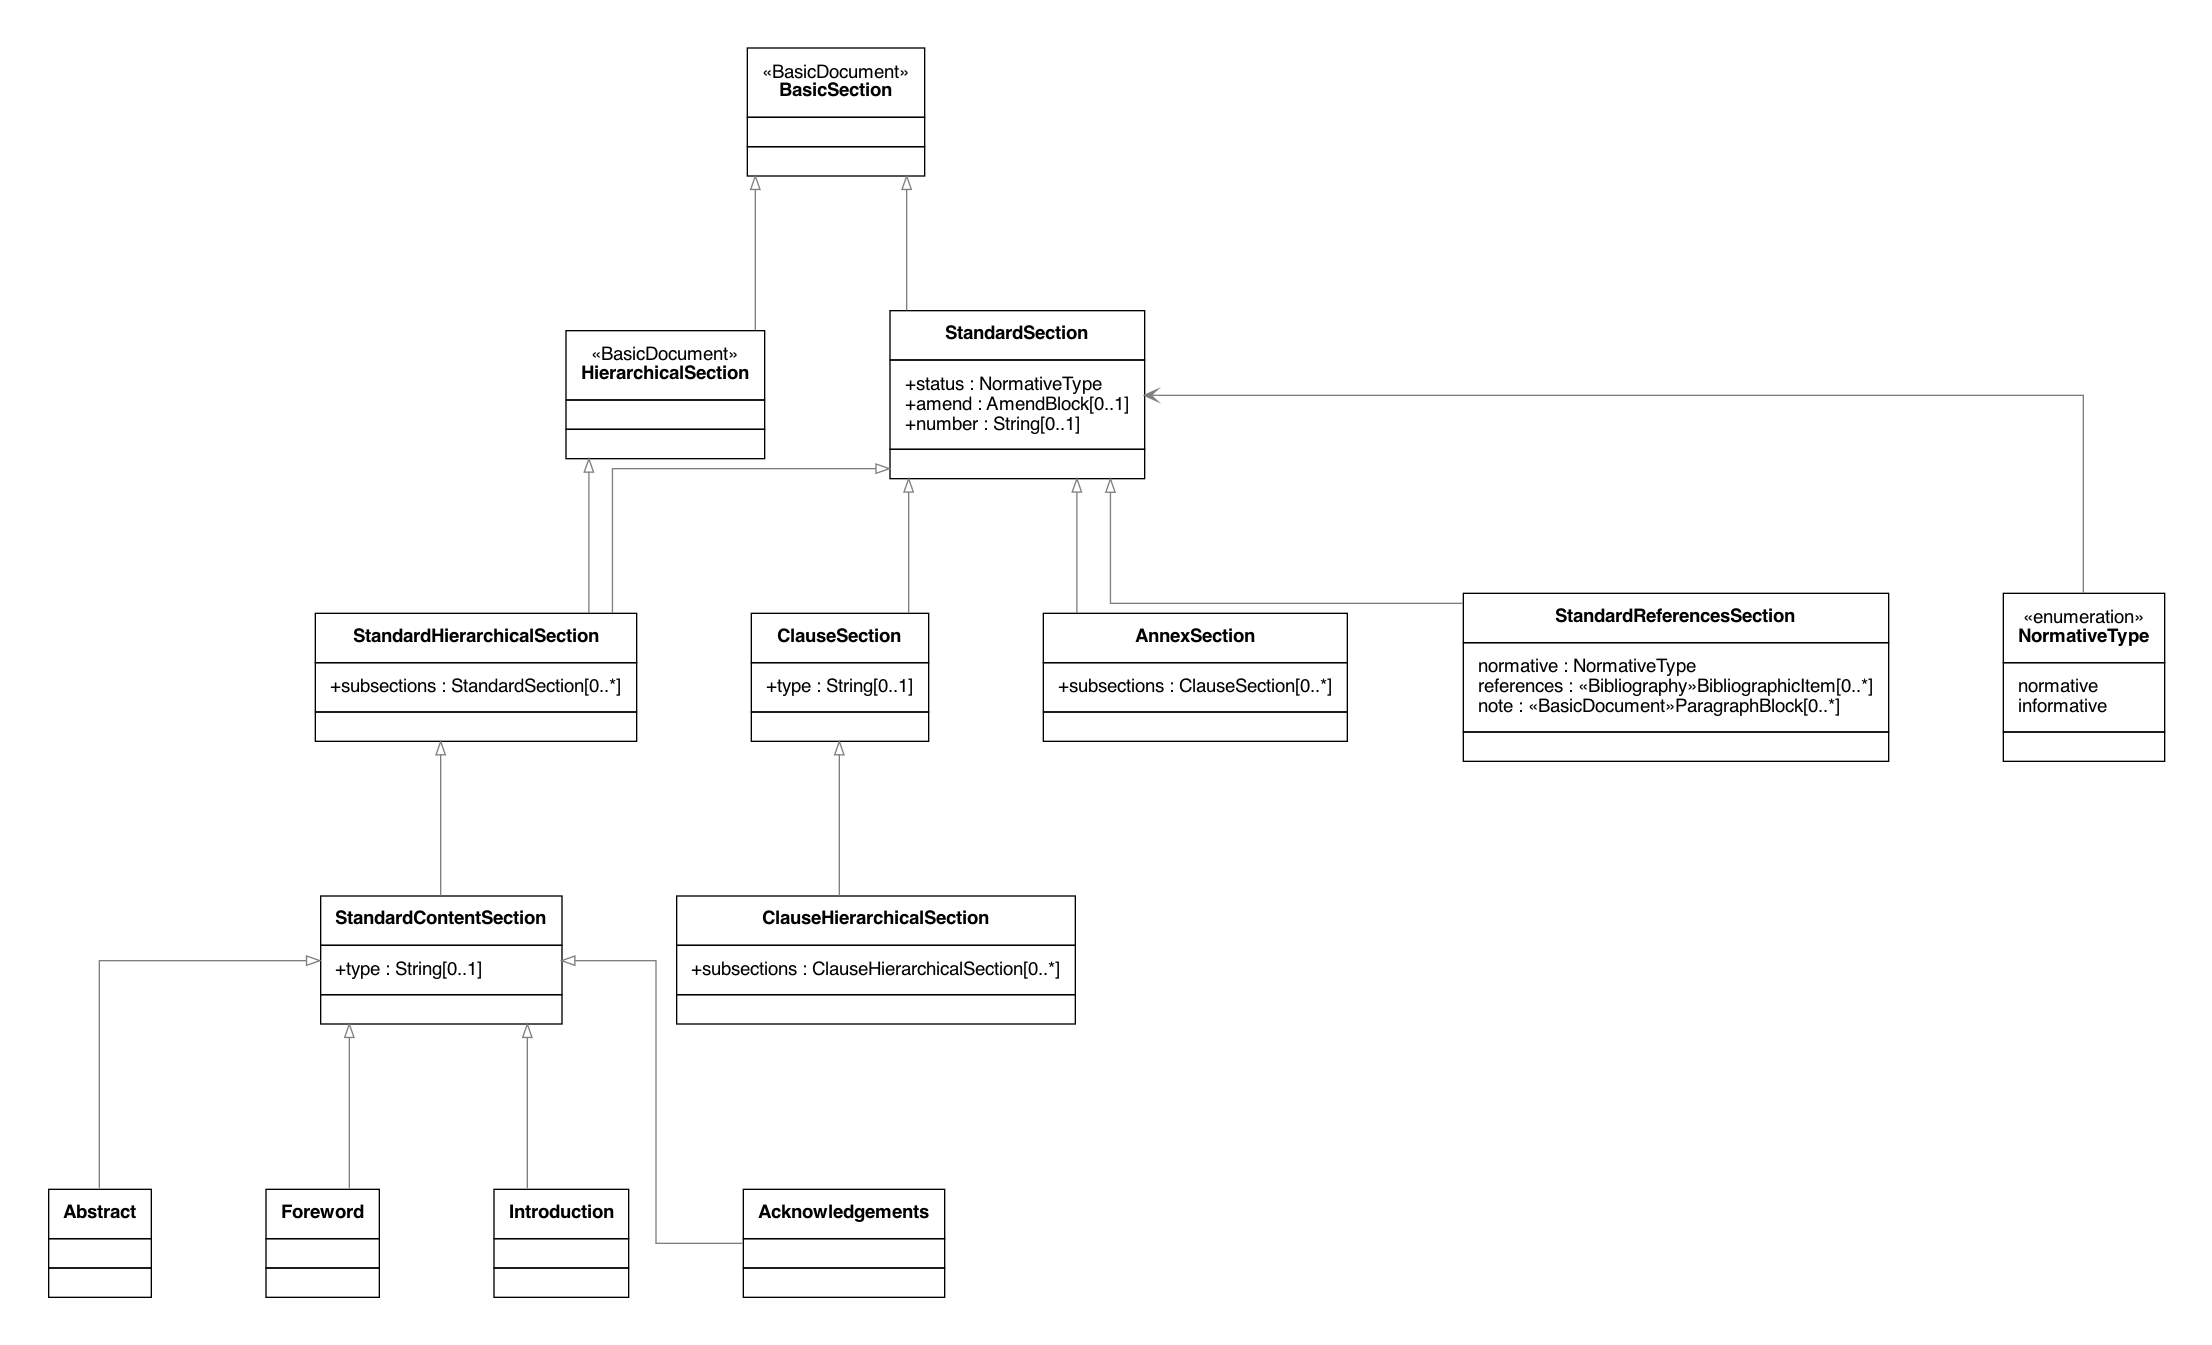 «BasicDocument»
BasicSection
«BasicDocument»
HierarchicalSection
StandardSection
+status : NormativeType
+amend : AmendBlock[0..1]
+number : String[0..1]
StandardHierarchicalSection
+subsections : StandardSection[0..*]
ClauseSection
+type : String[0..1]
AnnexSection
+subsections : ClauseSection[0..*]
StandardReferencesSection
normative : NormativeType
references : «Bibliography»BibliographicItem[0..*]
note : «BasicDocument»ParagraphBlock[0..*]
«enumeration»
NormativeType
normative
informative
StandardContentSection
+type : String[0..1]
ClauseHierarchicalSection
+subsections : ClauseHierarchicalSection[0..*]
Abstract
Foreword
Introduction
Acknowledgements